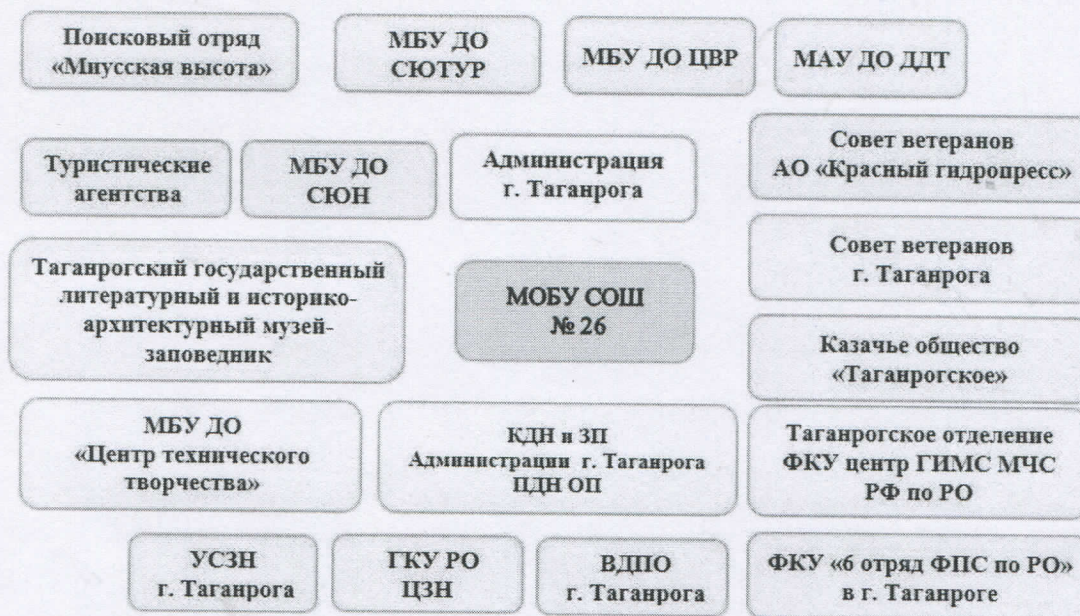 Поисковый отряд
«Миусская высота»
МБУ ДО
СЮТУР
МБУ ДО ЦВР
МАУ ДО ДДТ
Туристические
агентства
МБУ ДО
СЮН
Администрация
г. Таганрога
Совет ветеранов
АО «Красный гидропресс»
Совет ветеранов
г. Таганрога
Таганрогский государственный
литературный и историко-
архитектурный музей-
заповедник
МОБУ СОШ
№ 26
Казачье общество
«Таганрогское»
МБУ ДО
«Центр технического
творчества»
КДН и ЗП
Администрации г. Таганрога
ПДН ОП
Таганрогское отделение
ФКУ центр ГИМС МЧС
РФ по РО
УСЗН
г. Таганрога
ГКУ РО
ЦЗН
ВДПО
г. Таганрога
ФКУ «6 отряд ФПС по РО»
в г. Таганроге